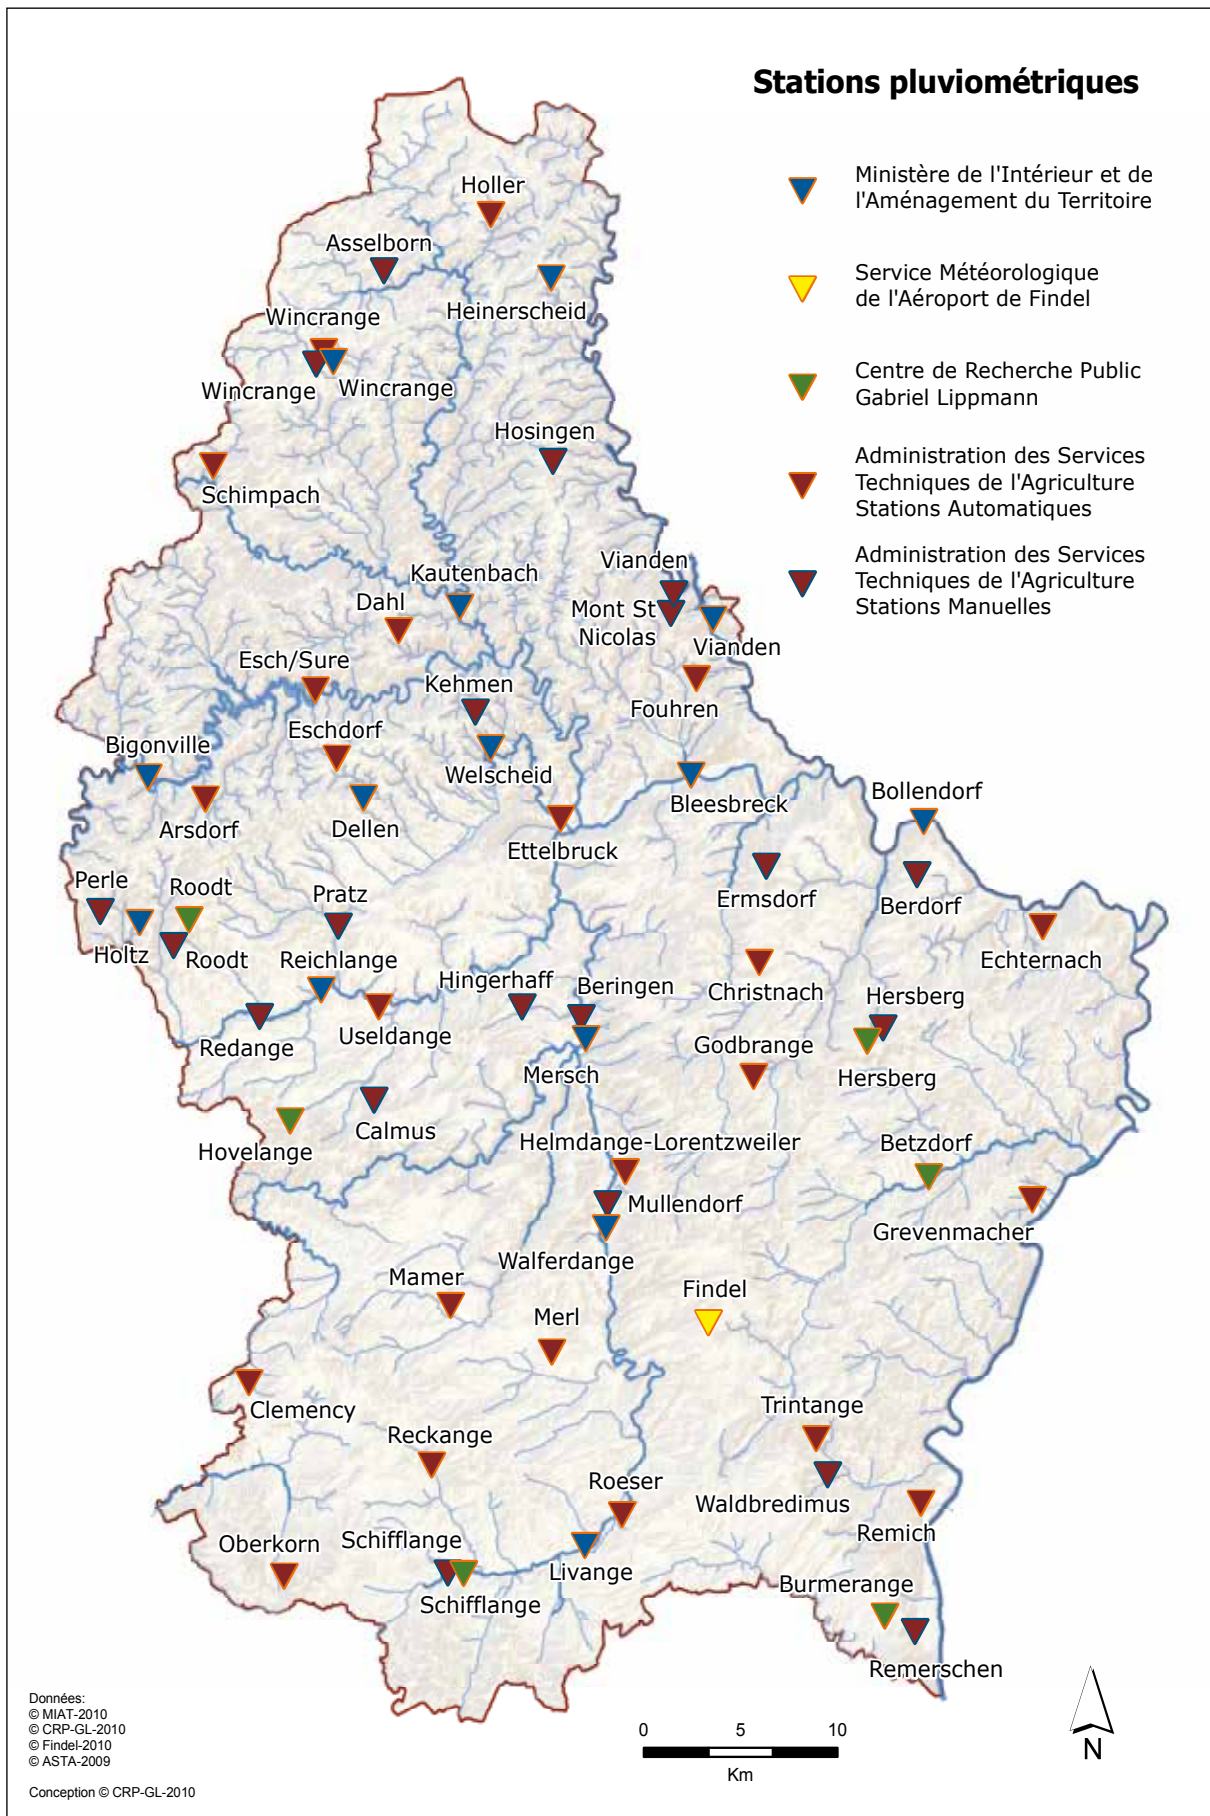 Stations pluviométriques
Ministère de l'Intérieur et de
l'Aménagement du Territoire
Service Météorologique
de l'Aéroport de Findel
Centre de Recherche Public
Gabriel Lippmann
Administration des Services
Techniques de l'Agriculture
Stations Automatiques
Administration des Services
Techniques de l'Agriculture
Stations Manuelles
Holler
Asselborn
Heinerscheid
Wincrange
Wincrange
Wincrange
Hosingen
Schimpach
Vianden
Kautenbach
Dahl
Mont St
Nicolas
Vianden
Esch/Sure
Kehmen
Fouhren
Eschdorf
Bigonville
Welscheid
Bleesbreck
Bollendorf
Arsdorf
Dellen
Ettelbruck
Perle
Roodt
Pratz
Ermsdorf
Berdorf
Holtz
Roodt
Reichlange
Echternach
Hingerhaff
Beringen
Christnach
Hersberg
Redange
Useldange
Godbrange
Mersch
Hersberg
Calmus
Hovelange
Helmdange-Lorentzweiler
Betzdorf
Mullendorf
Grevenmacher
Walferdange
Mamer
Findel
Merl
Clemency
Trintange
Reckange
Roeser
Waldbredimus
Remich
Oberkorn
Schifflange
Livange
Burmerange
Schifflange
Remerschen
Données:
© MIAT-2010
© CRP-GL-2010
© Findel-2010
© ASTA-2009
Conception © CRP-GL-2010
0 5 10
Km
N